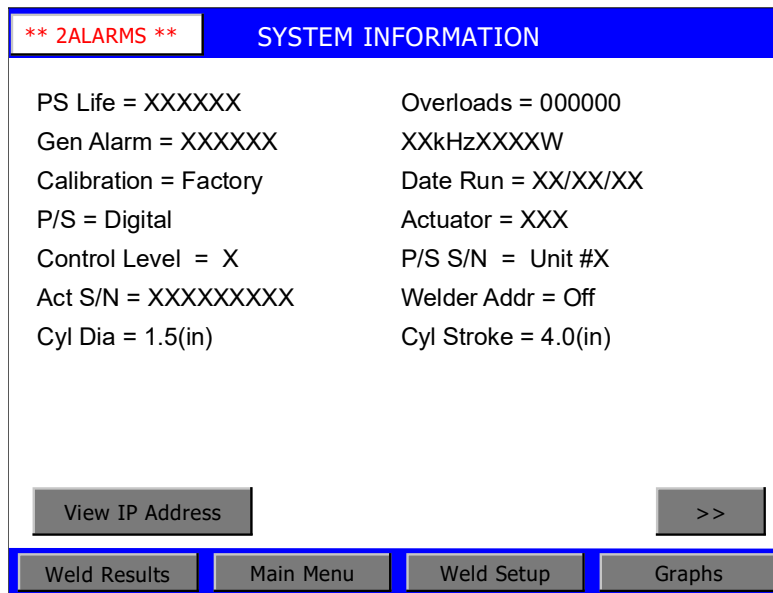 ** 2ALARMS **
SYSTEM INFORMATION
PS Life = XXXXXX
Overloads = 000000
Gen Alarm = XXXXXX
XXkHzXXXXW
Calibration = Factory
Date Run = XX/XX/XX
P/S = Digital
Actuator = XXX
Control Level  =  X
P/S S/N  =  Unit #X
Act S/N = XXXXXXXXX
Welder Addr = Off
Cyl Dia = 1.5(in)
Cyl Stroke = 4.0(in)
View IP Address
>>
Weld Results
Main Menu
Weld Setup
Graphs